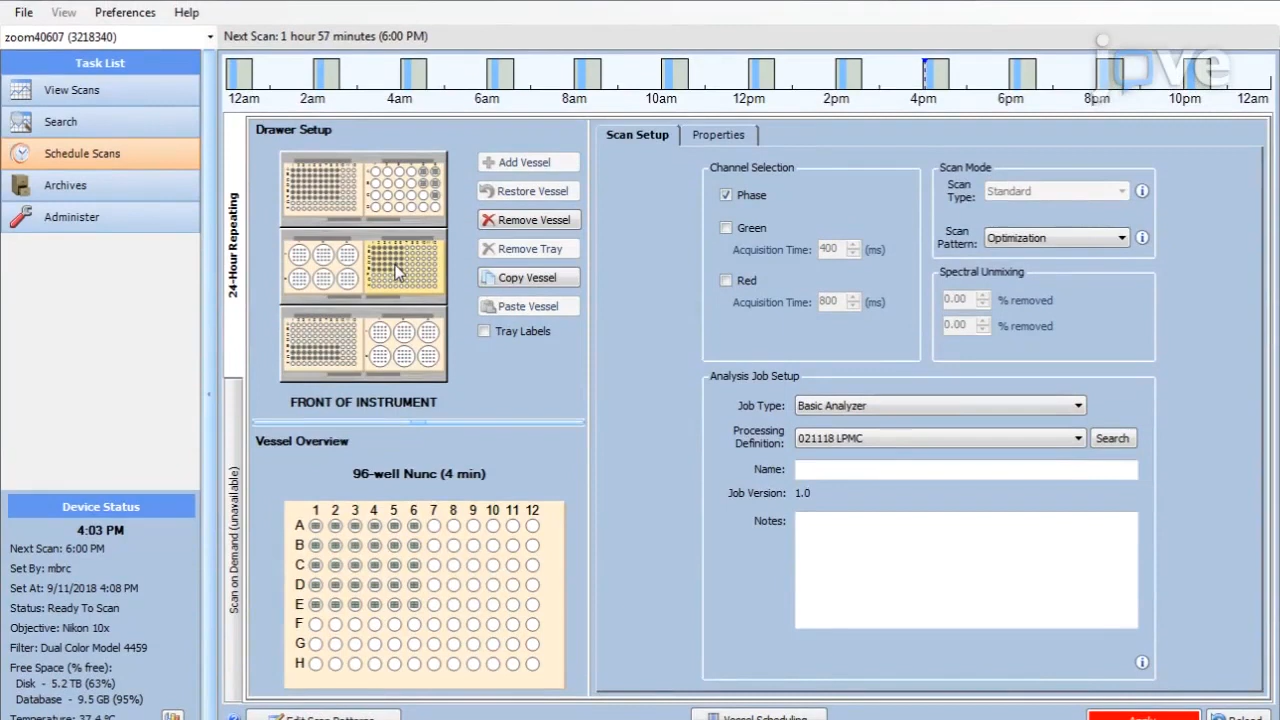 File View Preferences Help
jove
zoom40607 (3218340)
Next Scan: 1 hour 57 minutes (6:00 PM)
Task List
View Scans
Search
Schedule Scans
Archives
Administer
12am 2am 4am 6am 8am 10am 12pm 2pm 4pm 6pm 8pm 10pm 12am
24-Hour Repeating
Scan on Demand (unavailable)
Drawer Setup
Add Vessel
Restore Vessel
Remove Vessel
Remove Tray
Copy Vessel
Paste Vessel
Tray Labels
FRONT OF INSTRUMENT
Vessel Overview
96-well Nunc (4 min)
1 2 3 4 5 6 7 8 9 10 11 12
A
B
C
D
E
F
G
H
Scan Setup Properties
Channel Selection
Phase
Green
Acquisition Time: 400 (ms)
Red
Acquisition Time: 800 (ms)
Scan Mode
Scan Type: Standard
Scan Pattern: Optimization
Spectral Unmixing
0.00 % removed
0.00 % removed
Analysis Job Setup
Job Type: Basic Analyzer
Processing Definition: 021118 LPMC Search
Name:
Job Version: 1.0
Notes:
Device Status
4:03 PM
Next Scan: 6:00 PM
Set By: mbrc
Set At: 9/11/2018 4:08 PM
Status: Ready To Scan
Objective: Nikon 10x
Filter: Dual Color Model 4459
Free Space (% free):
Disk - 5.2 TB (63%)
Database - 9.5 GB (95%)
Temperature: 37.4 °C
Edit Scan Patterns
Vessel Scheduling
Apply
Reload